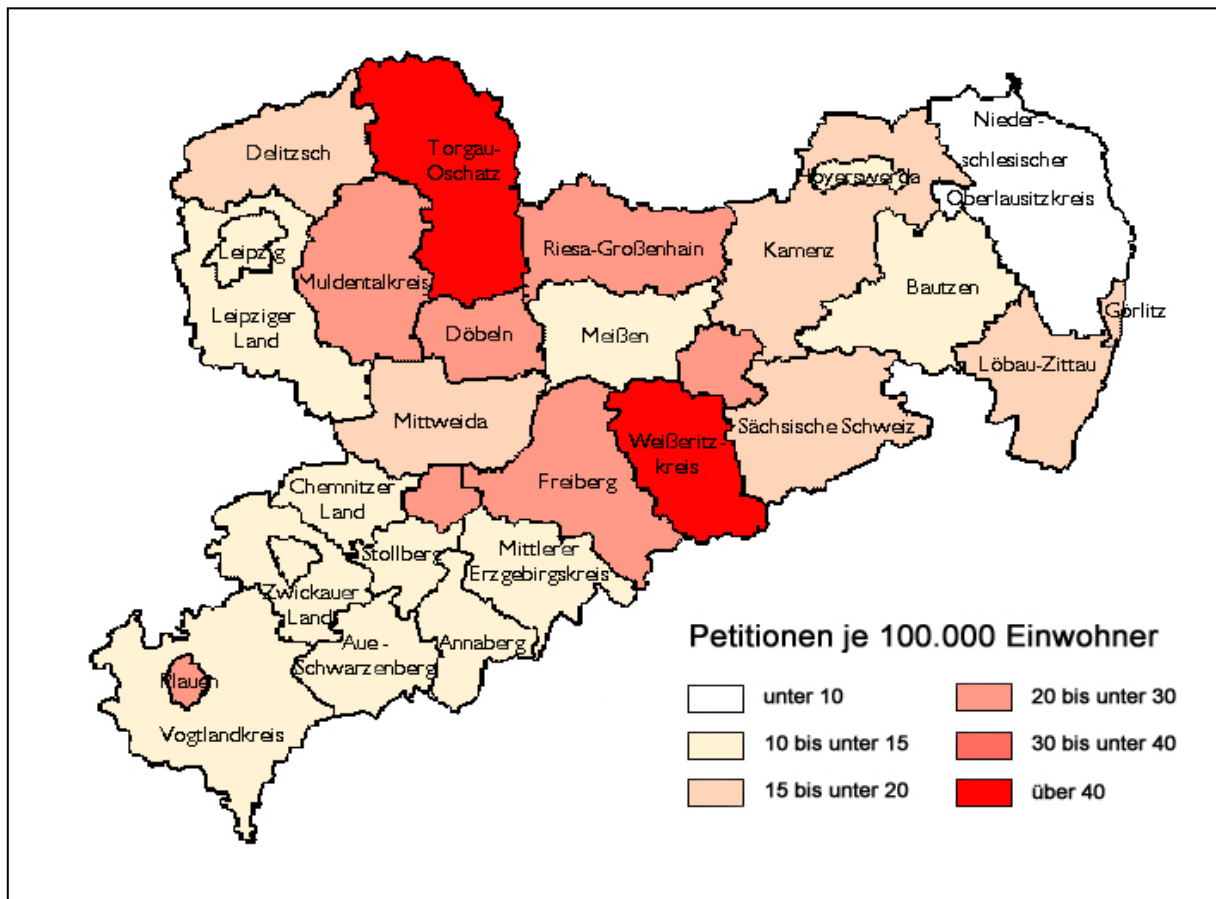 Delitzsch
Torgau-
Oschatz
Nieder-
schlesischer
Oberlausitzkreis
Hoyerswerda
Leipzig
Riesa-Großenhain
Kamenz
Muldentalkreis
Bautzen
Leipziger
Land
Döbeln
Meißen
Görlitz
Löbau-Zittau
Mittweida
Sächsische Schweiz
Weißeritz-
kreis
Freiberg
Chemnitzer
Land
Stollberg
Mittlerer
Erzgebirgskreis
Zwickauer
Land
Aue-
Schwarzenberg
Annaberg
Plauen
Vogtlandkreis
Petitionen je 100.000 Einwohner
unter 10
10 bis unter 15
15 bis unter 20
20 bis unter 30
30 bis unter 40
über 40